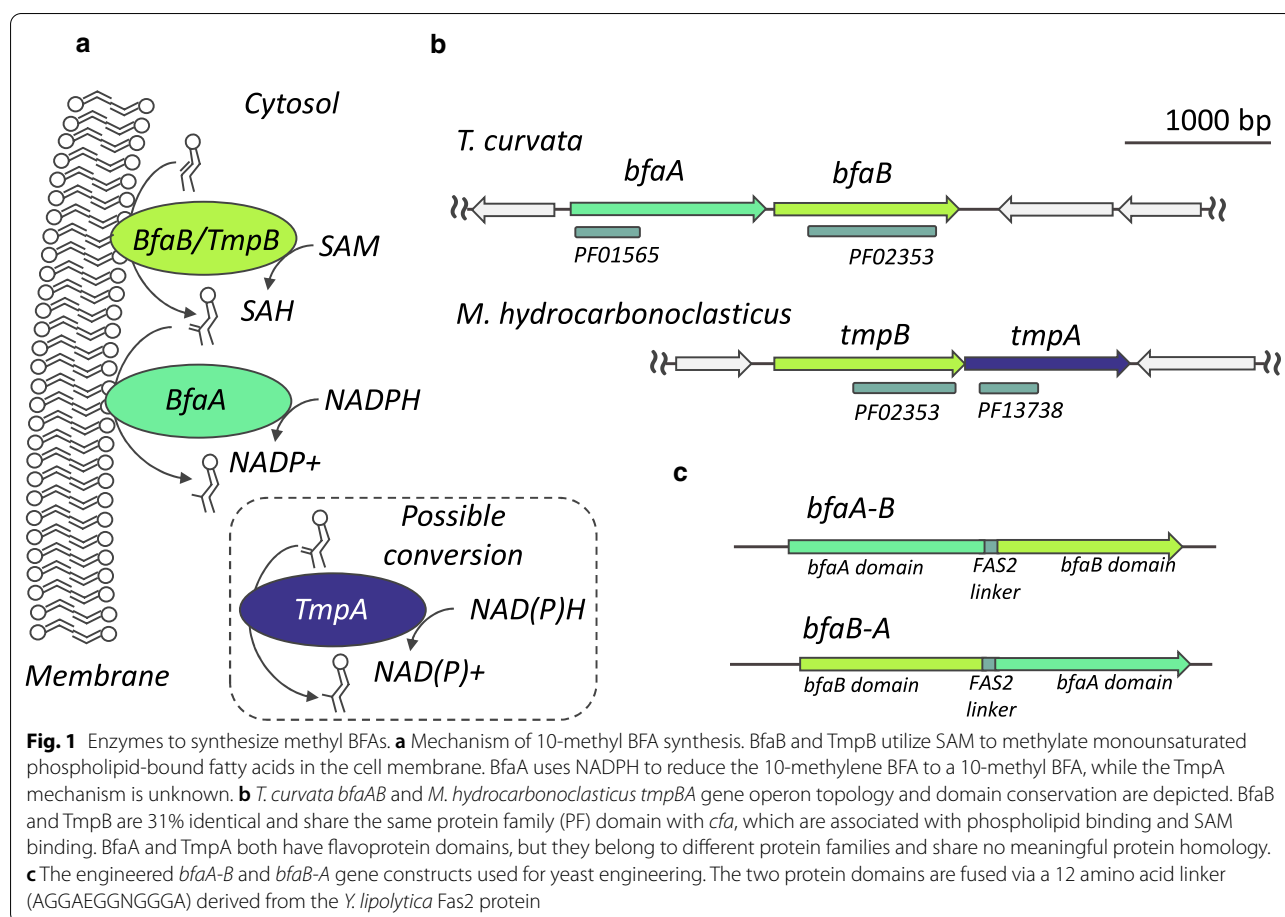 a
Cytosol
BfaB/TmpB
SAM
SAH
BfaA
NADPH
NADP+
Possible
conversion
TmpA
NAD(P)H
NAD(P)+
Membrane
b
1000 bp
T. curvata
bfaA
bfaB
PF01565
PF02353
M. hydrocarbonoclasticus
tmpB
tmpA
PF02353
PF13738
c
bfaA-B
bfaA domain
FAS2
linker
bfaB domain
bfaB-A
bfaB domain
FAS2
linker
bfaA domain
Fig. 1 Enzymes to synthesize methyl BFAs. a Mechanism of 10-methyl BFA synthesis. BfaB and TmpB utilize SAM to methylate monounsaturated
phospholipid-bound fatty acids in the cell membrane. BfaA uses NADPH to reduce the 10-methylene BFA to a 10-methyl BFA, while the TmpA
mechanism is unknown. b T. curvata bfaAB and M. hydrocarbonoclasticus tmpBA gene operon topology and domain conservation are depicted. BfaB
and TmpB are 31% identical and share the same protein family (PF) domain with cfa, which are associated with phospholipid binding and SAM
binding. BfaA and TmpA both have flavoprotein domains, but they belong to different protein families and share no meaningful protein homology.
c The engineered bfaA-B and bfaB-A gene constructs used for yeast engineering. The two protein domains are fused via a 12 amino acid linker
(AGGAEGGNGGGA) derived from the Y. lipolytica Fas2 protein